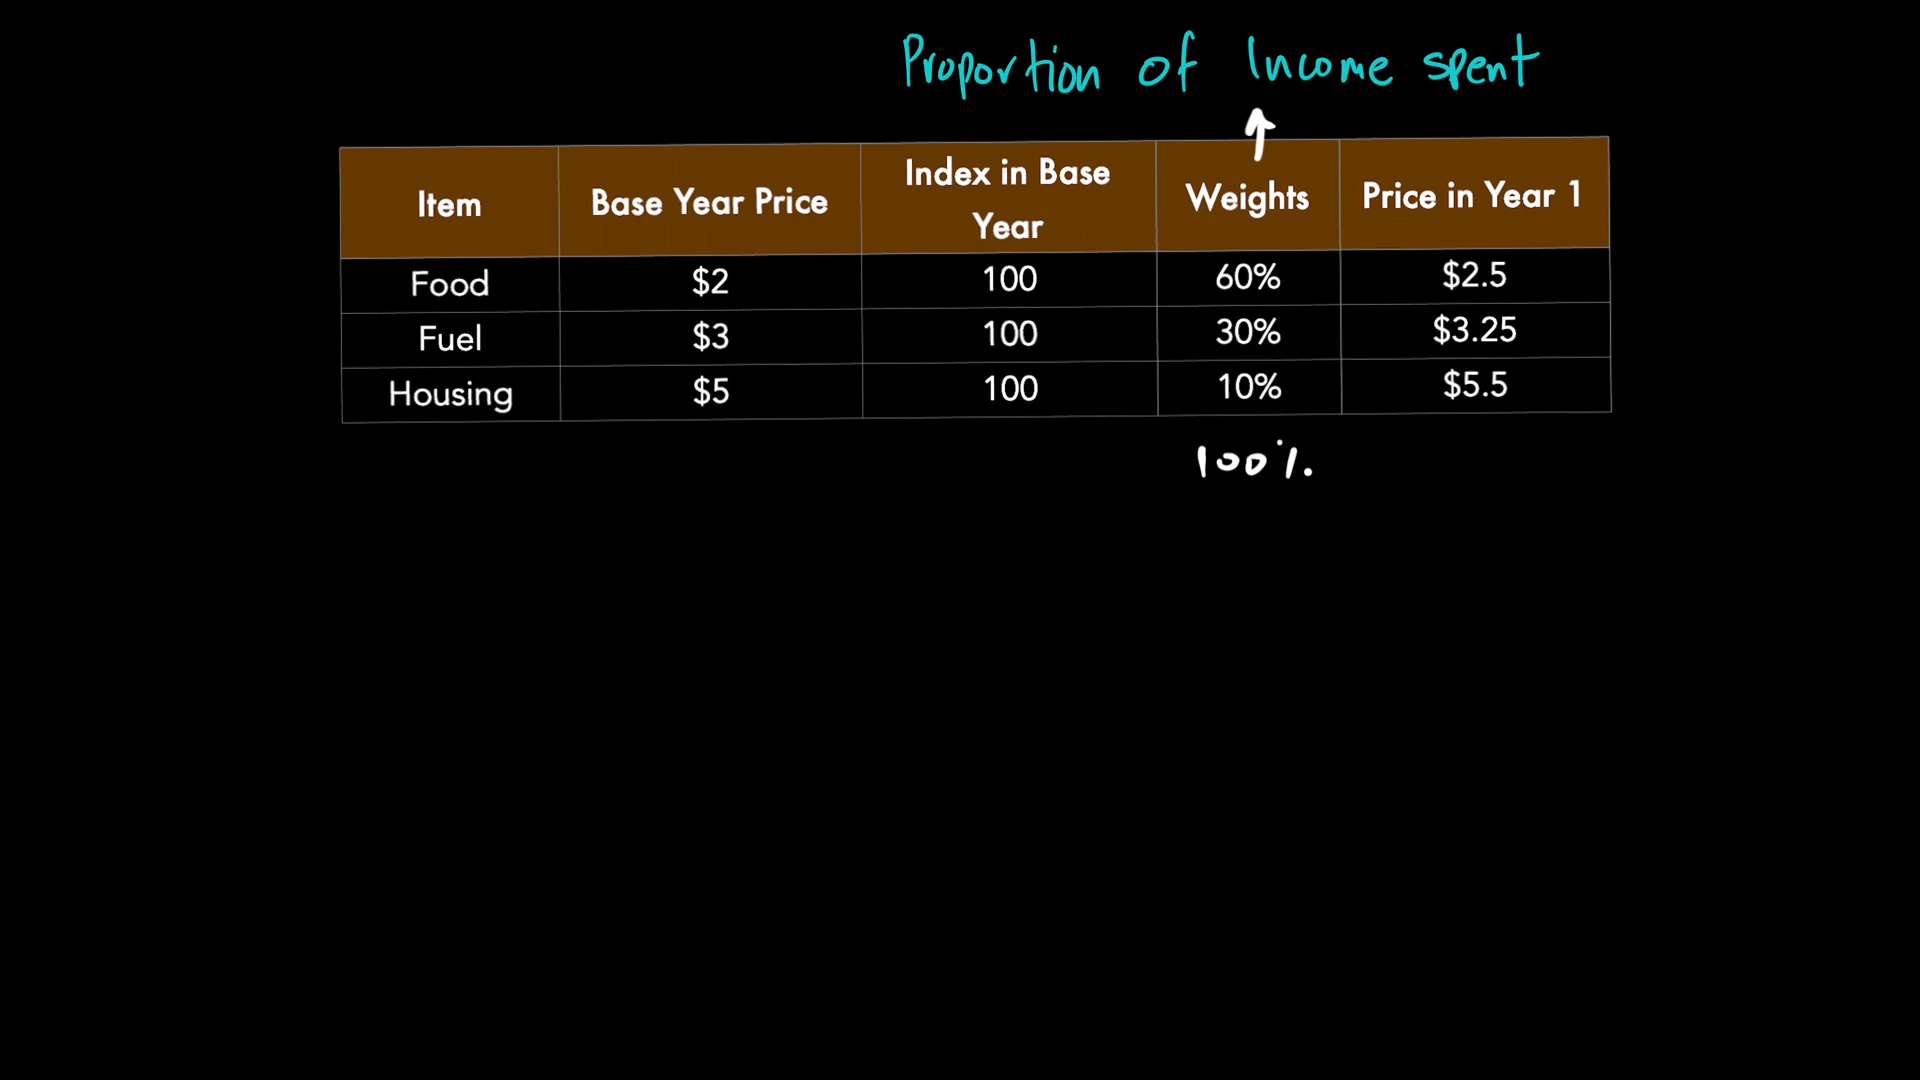 Proportion of Income spent
Item Base Year Price Index in Base Year Weights Price in Year 1
Food $2 100 60% $2.5
Fuel $3 100 30% $3.25
Housing $5 100 10% $5.5
100%